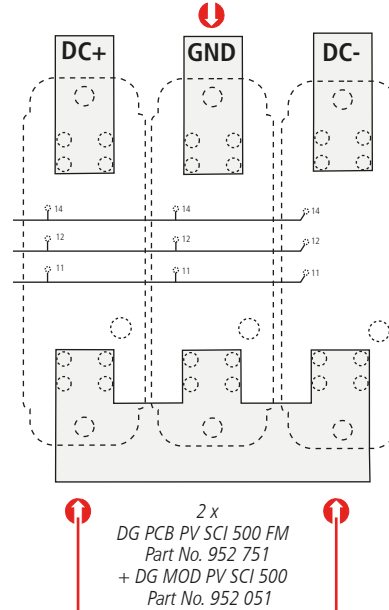 DC+ GND DC-
14 14 14
12 12 12
11 11 11
2 x
DG PCB PV SCI 500 FM
Part No. 952 751
+ DG MOD PV SCI 500
Part No. 952 051